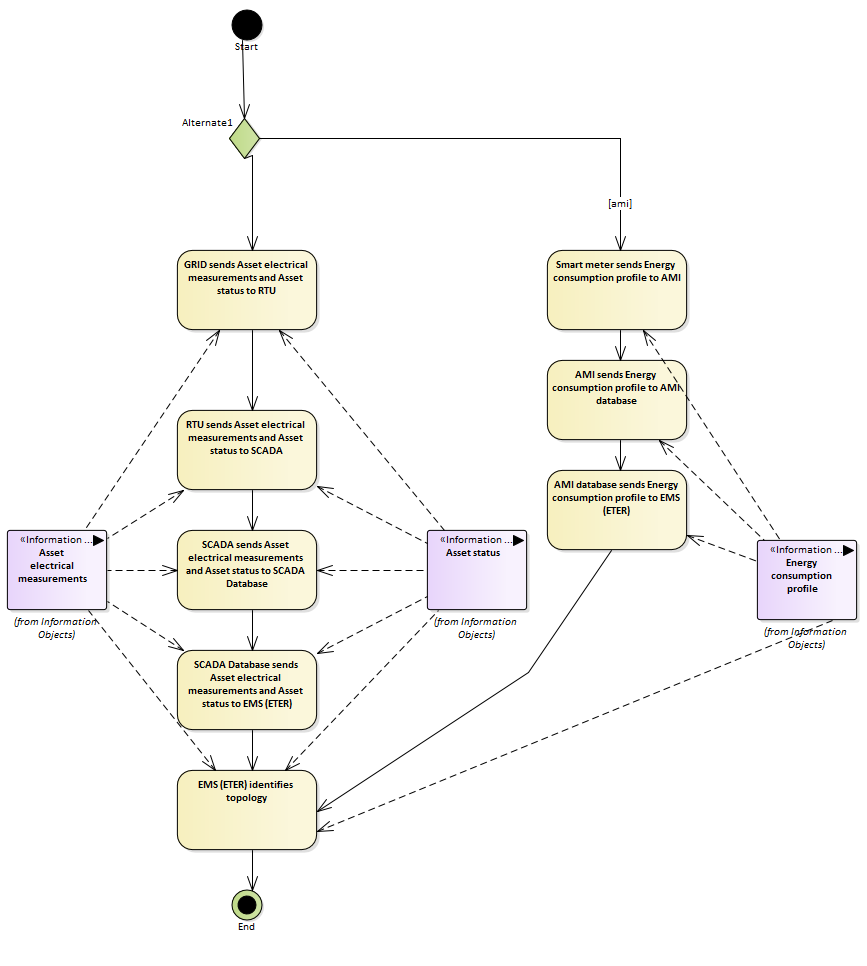 Start
Alternate1
[ami]
GRID sends Asset electrical
measurements and Asset
status to RTU
Smart meter sends Energy
consumption profile to AMI
AMI sends Energy
consumption profile to AMI
database
RTU sends Asset electrical
measurements and Asset
status to SCADA
AMI database sends Energy
consumption profile to EMS
(ETER)
«Information ...
Asset
electrical
measurements
(from Information
Objects)
SCADA sends Asset
electrical measurements
and Asset status to SCADA
Database
«Information ...
Asset status
(from Information
Objects)
«Information ...
Energy
consumption
profile
(from Information
Objects)
SCADA Database sends
Asset electrical
measurements and Asset
status to EMS (ETER)
EMS (ETER) identifies
topology
End